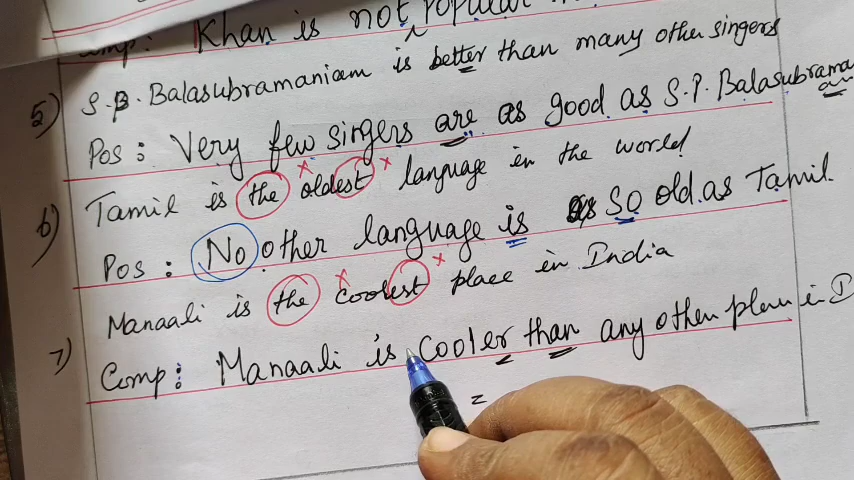 Comp: Khan is not popular
5) S.P. Balasubramaniam is better than many other singers
Pos: Very few singers are as good as S.P. Balasubrama
6) Tamil is the oldest language in the world
Pos: No other language is so old as Tamil.
7) Manaali is the coolest place in India
Comp: Manaali is cooler than any other place in I